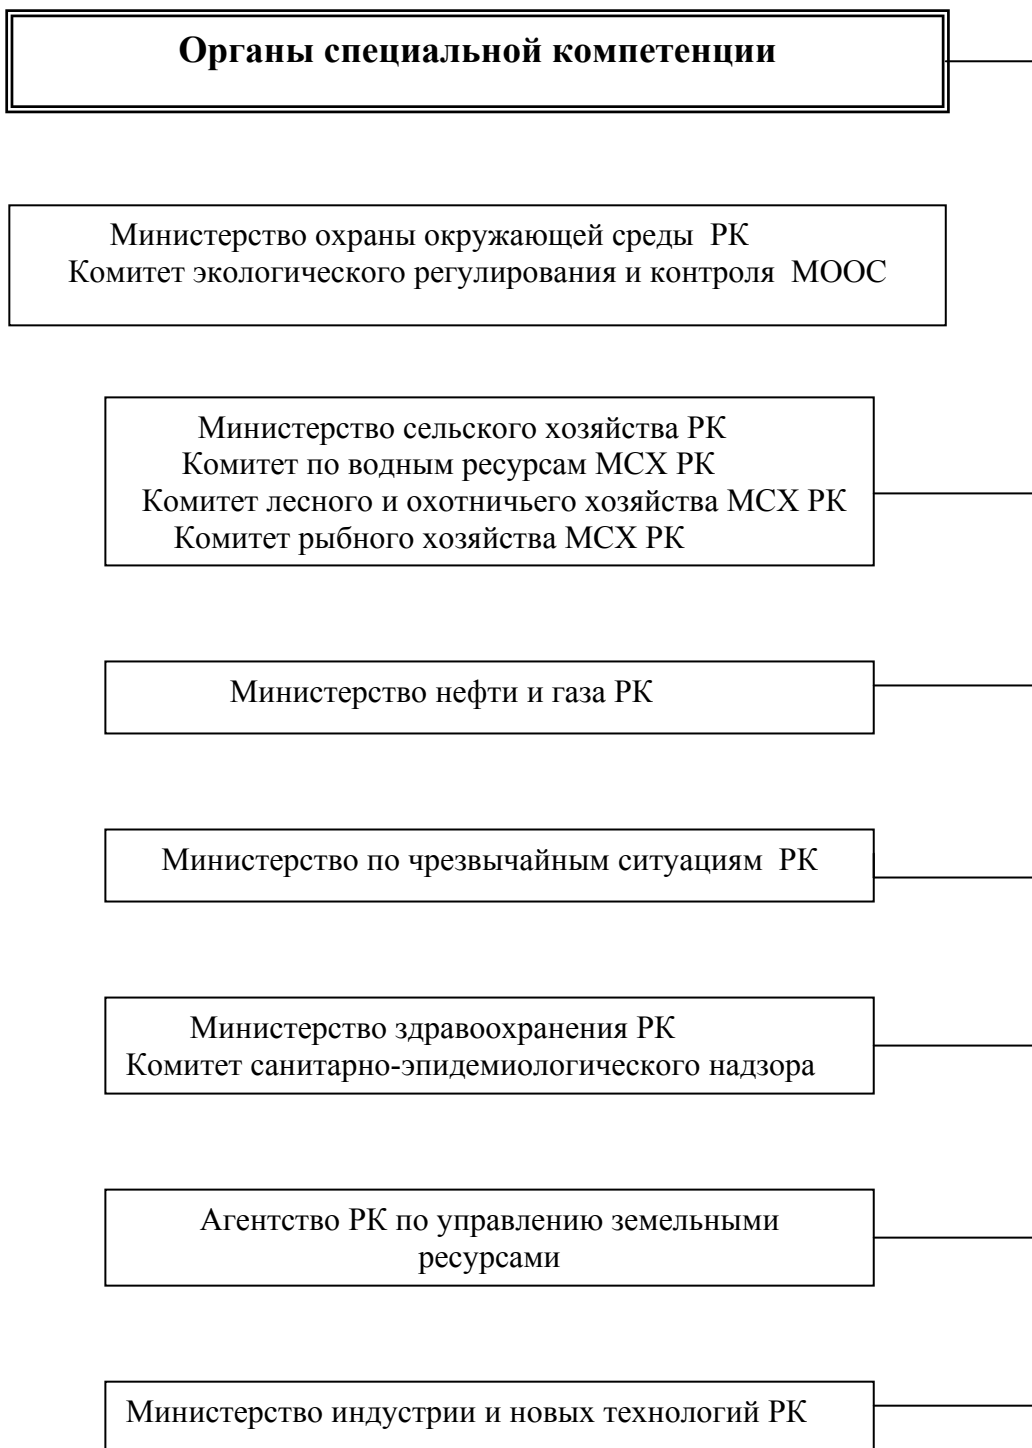 Органы специальной компетенции
Министерство охраны окружающей среды РК
Комитет экологического регулирования и контроля МООС
Министерство сельского хозяйства РК
Комитет по водным ресурсам МСХ РК
Комитет лесного и охотничьего хозяйства МСХ РК
Комитет рыбного хозяйства МСХ РК
Министерство нефти и газа РК
Министерство по чрезвычайным ситуациям РК
Министерство здравоохранения РК
Комитет санитарно-эпидемиологического надзора
Агентство РК по управлению земельными
ресурсами
Министерство индустрии и новых технологий РК